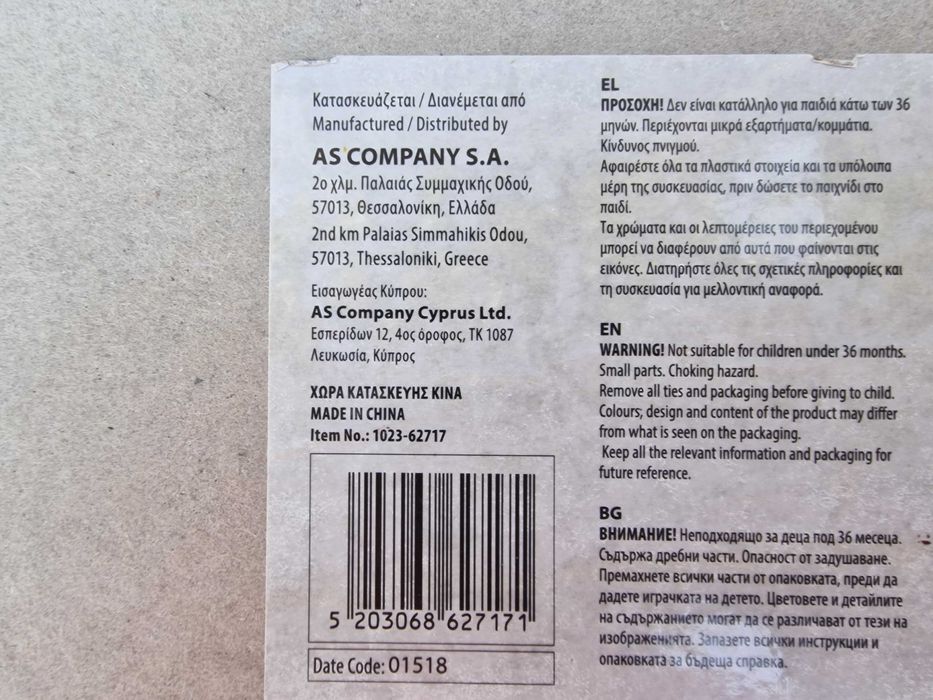 Κατασκευάζεται / Διανέμεται από
Manufactured / Distributed by
AS COMPANY S.A.
2ο χλμ. Παλαιάς Συμμαχικής Οδού,
57013, Θεσσαλονίκη, Ελλάδα
2nd km Palaias Simmahikis Odou,
57013, Thessaloniki, Greece
Εισαγωγέας Κύπρου:
AS Company Cyprus Ltd.
Εσπερίδων 12, 4ος όροφος, ΤΚ 1087
Λευκωσία, Κύπρος
ΧΩΡΑ ΚΑΤΑΣΚΕΥΗΣ ΚΙΝΑ
MADE IN CHINA
Item No.: 1023-62717
5 203068 627171
Date Code: 01518
EL
ΠΡΟΣΟΧΗ! Δεν είναι κατάλληλο για παιδιά κάτω των 36
μηνών. Περιέχονται μικρά εξαρτήματα/κομμάτια.
Κίνδυνος πνιγμού.
Αφαιρέστε όλα τα πλαστικά στοιχεία και τα υπόλοιπα
μέρη της συσκευασίας, πριν δώσετε το παιχνίδι στο
παιδί.
Τα χρώματα και οι λεπτομέρειες του περιεχομένου
μπορεί να διαφέρουν από αυτά που φαίνονται στις
εικόνες. Διατηρήστε όλες τις σχετικές πληροφορίες και
τη συσκευασία για μελλοντική αναφορά.
EN
WARNING! Not suitable for children under 36 months.
Small parts. Choking hazard.
Remove all ties and packaging before giving to child.
Colours, design and content of the product may differ
from what is seen on the packaging.
Keep all the relevant information and packaging for
future reference.
BG
ВНИМАНИЕ! Неподходящо за деца под 36 месеца.
Съдържа дребни части. Опасност от задушаване.
Премахнете всички части от опаковката, преди да
дадете играчката на детето. Цветовете и детайлите
на съдържанието могат да се различават от тези на
изображенията. Запазете всички инструкции и
опаковката за бъдеща справка.